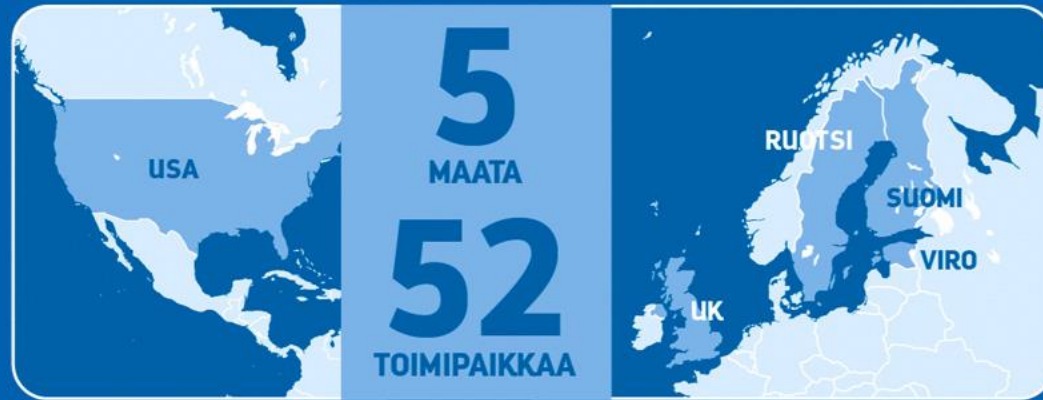 USA
5
MAATA
52
TOIMIPAIKKAA
RUOTSI
SUOMI
VIRO
UK